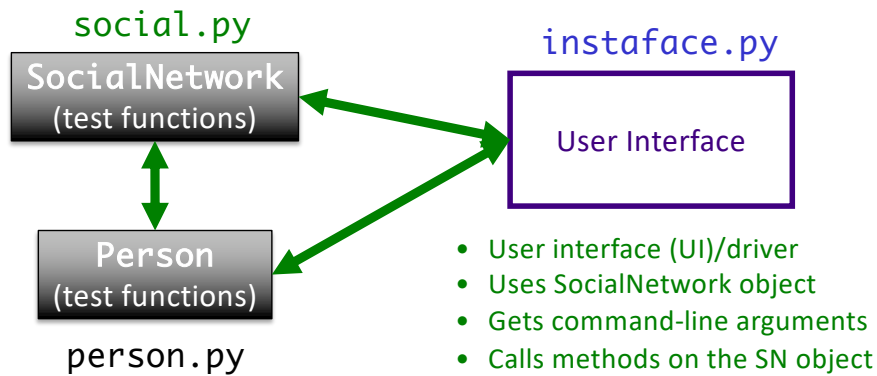 social.py
SocialNetwork
(test functions)
instaface.py
User Interface
Person
(test functions)
person.py
• User interface (UI)/driver
• Uses SocialNetwork object
• Gets command-line arguments
• Calls methods on the SN object